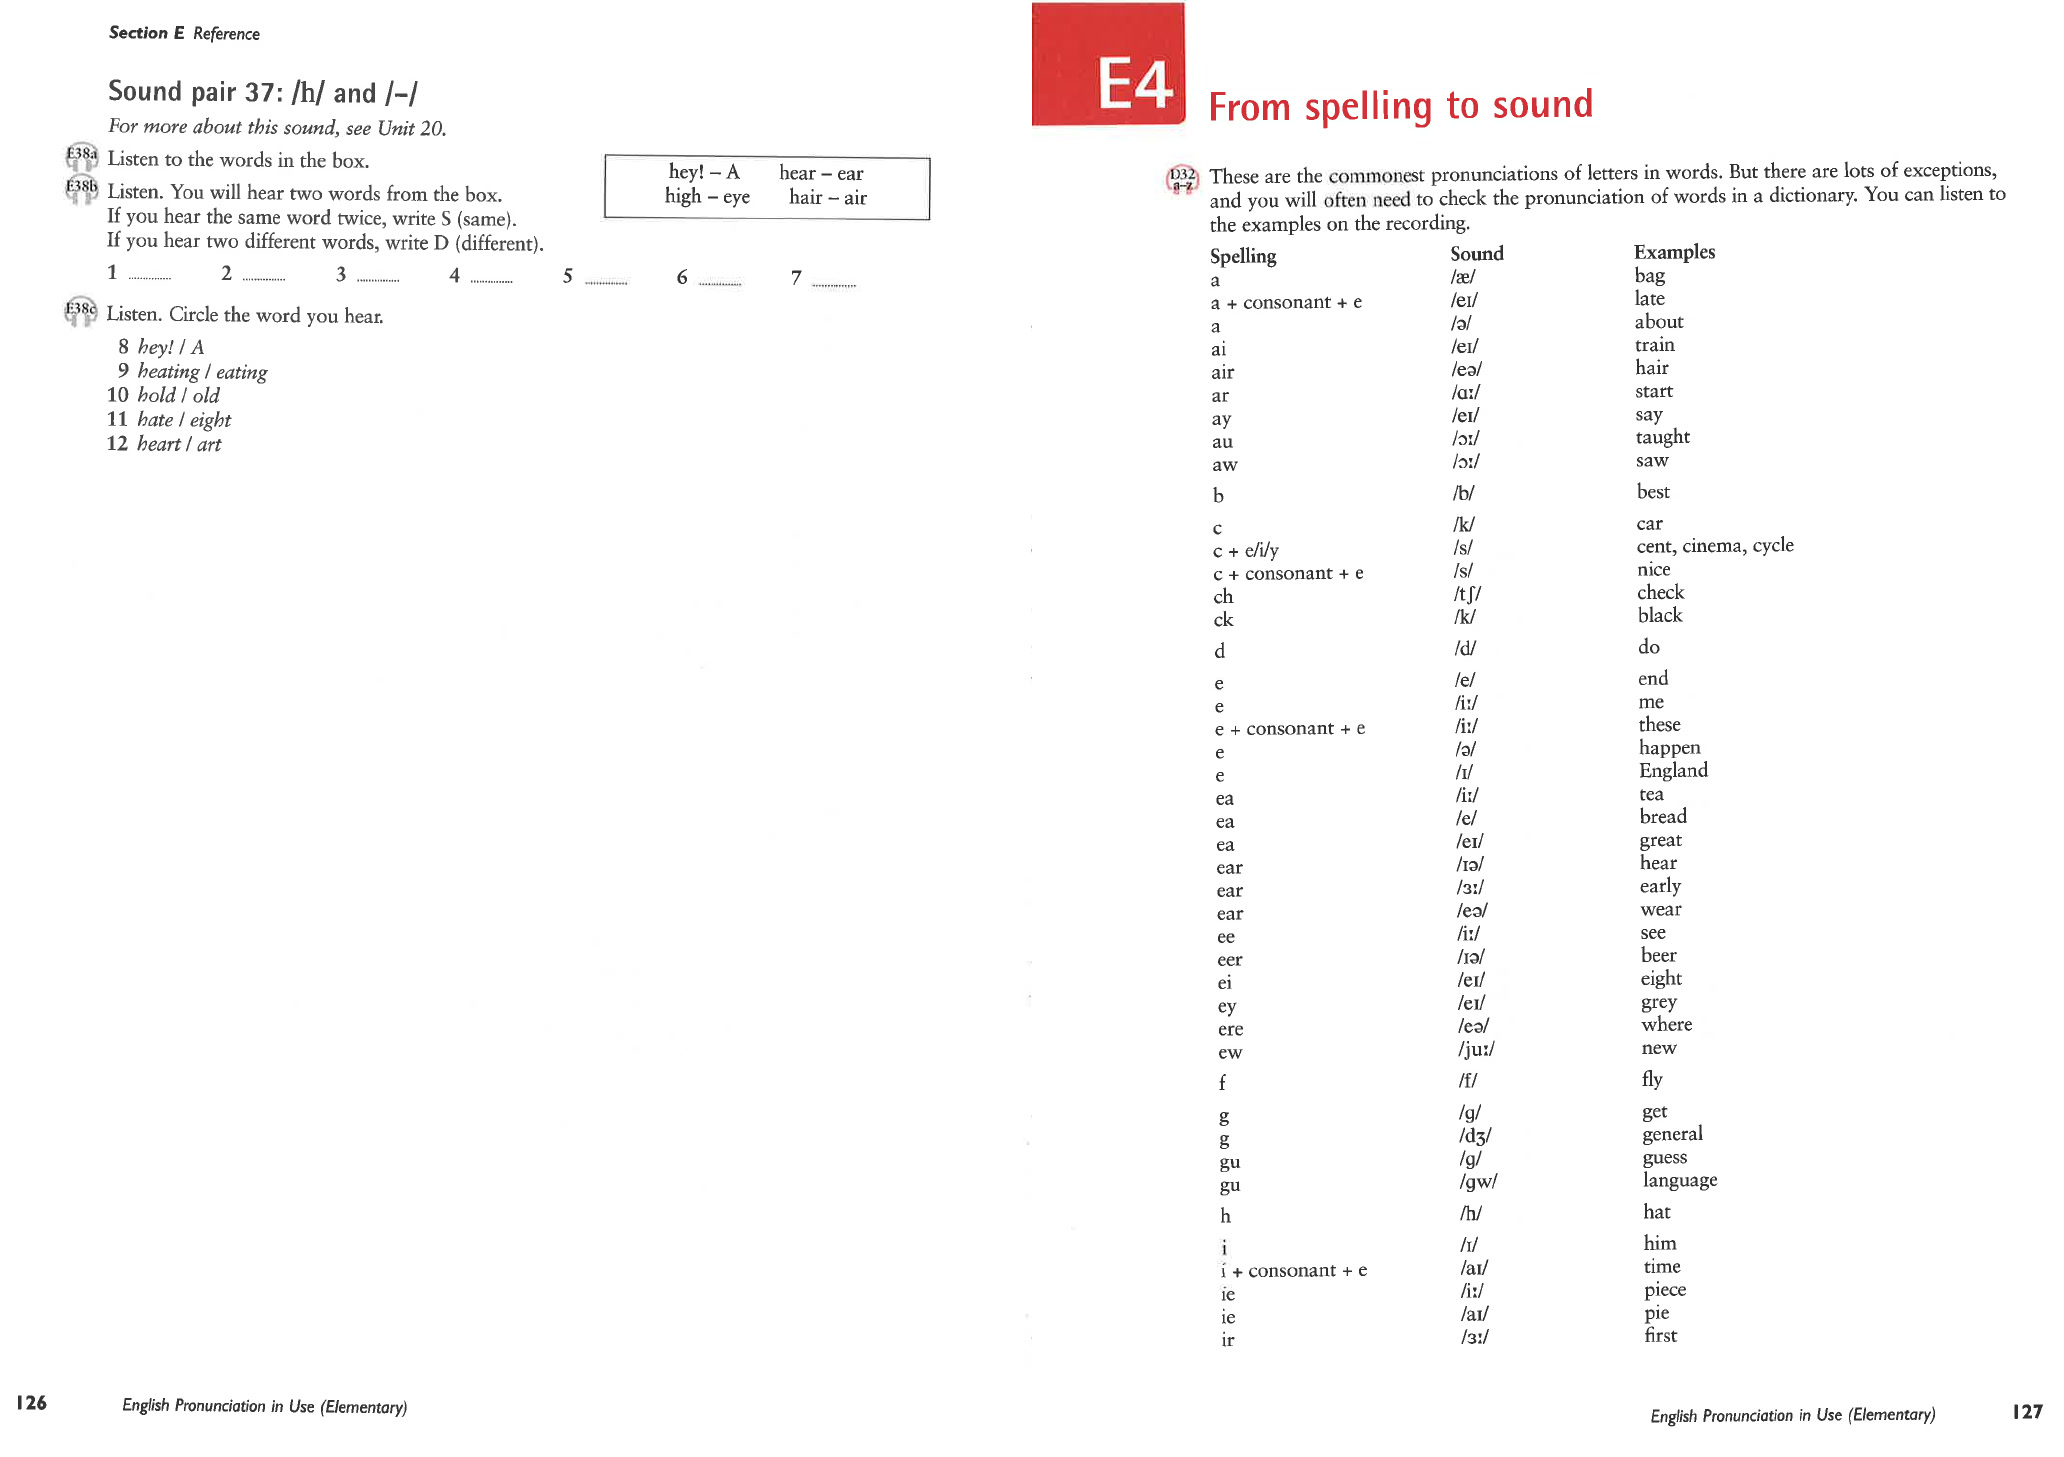 Section E Reference
Sound pair 37: /h/ and /–/
For more about this sound, see Unit 20.
E38a Listen to the words in the box.
E38b Listen. You will hear two words from the box.
If you hear the same word twice, write S (same).
If you hear two different words, write D (different).
hey! – A hear – ear
high – eye hair – air
1 .............. 2 .............. 3 .............. 4 .............. 5 .............. 6 .............. 7 ..............
E38c Listen. Circle the word you hear.
8 hey! / A
9 heating / eating
10 hold / old
11 hate / eight
12 heart / art
126 English Pronunciation in Use (Elementary)
E4 From spelling to sound
D32 a–z These are the commonest pronunciations of letters in words. But there are lots of exceptions,
and you will often need to check the pronunciation of words in a dictionary. You can listen to
the examples on the recording.
Spelling Sound Examples
a /æ/ bag
a + consonant + e /eɪ/ late
a /ə/ about
ai /eɪ/ train
air /eə/ hair
ar /ɑː/ start
ay /eɪ/ say
au /ɔː/ taught
aw /ɔː/ saw
b /b/ best
c /k/ car
c + e/i/y /s/ cent, cinema, cycle
c + consonant + e /s/ nice
ch /tʃ/ check
ck /k/ black
d /d/ do
e /e/ end
e /iː/ me
e + consonant + e /iː/ these
e /ə/ happen
e /ɪ/ England
ea /iː/ tea
ea /e/ bread
ea /eɪ/ great
ear /ɪə/ hear
ear /ɜː/ early
ear /eə/ wear
ee /iː/ see
eer /ɪə/ beer
ei /eɪ/ eight
ey /eɪ/ grey
ere /eə/ where
ew /juː/ new
f /f/ fly
g /g/ get
g /dʒ/ general
gu /g/ guess
gu /gw/ language
h /h/ hat
i /ɪ/ him
i + consonant + e /aɪ/ time
ie /iː/ piece
ie /aɪ/ pie
ir /ɜː/ first
English Pronunciation in Use (Elementary) 127